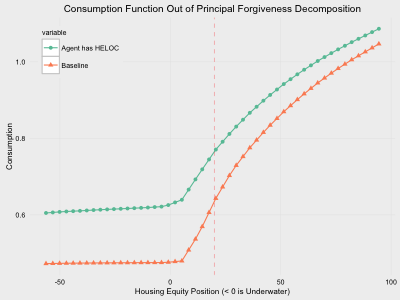 Consumption Function Out of Principal Forgiveness Decomposition
variable
Agent has HELOC
Baseline
Consumption
1.0
0.8
0.6
-50 0 50 100
Housing Equity Position (< 0 is Underwater)